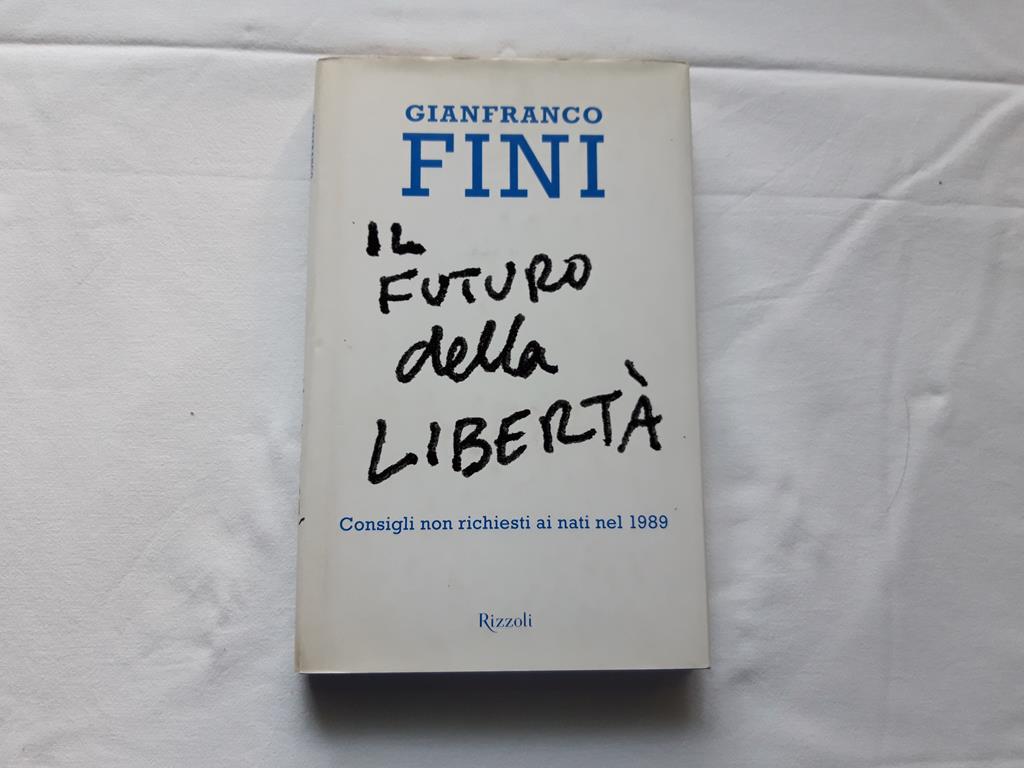 GIANFRANCO
FINI
IL
FUTURO
della
LIBERTÀ
Consigli non richiesti ai nati nel 1989
Rizzoli